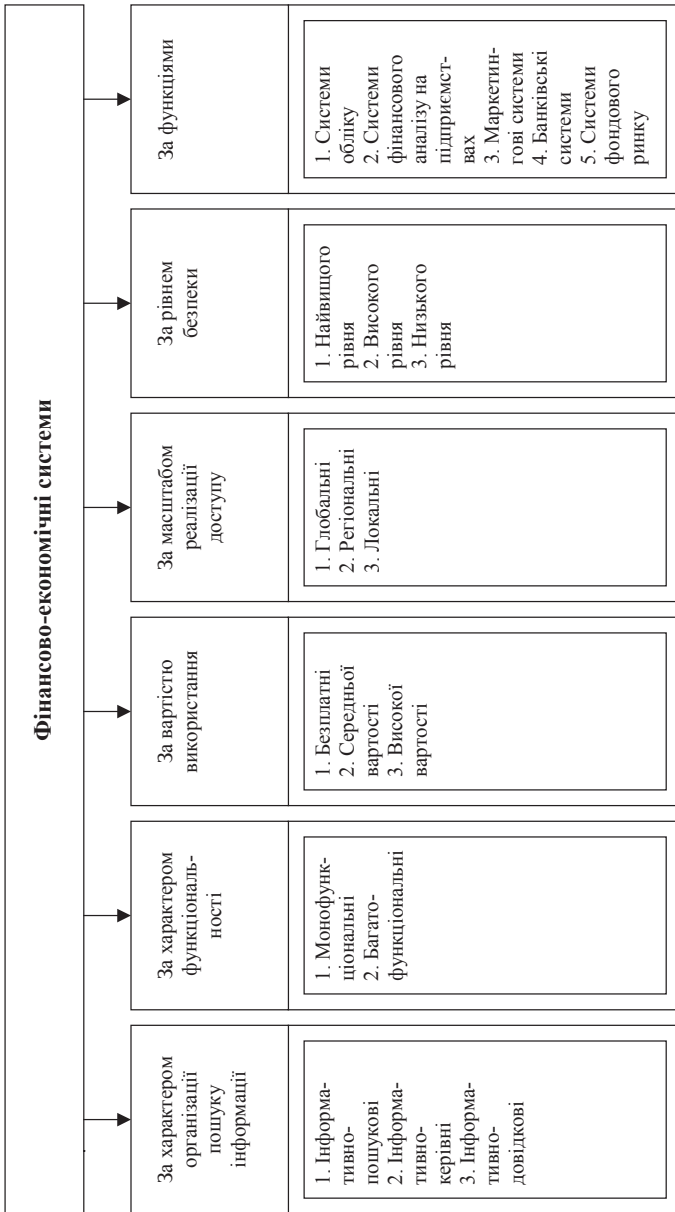 Фінансово-економічні системи
За характером
організації
пошуку
інформації
1. Інформа-
тивно-
пошукові
2. Інформа-
тивно-
керівні
3. Інформа-
тивно-
довідкові
За характером
функціональ-
ності
1. Монофунк-
ціональні
2. Багато-
функціональні
За вартістю
використання
1. Безплатні
2. Середньої
вартості
3. Високої
вартості
За масштабом
реалізації
доступу
1. Глобальні
2. Регіональні
3. Локальні
За рівнем
безпеки
1. Найвищого
рівня
2. Високого
рівня
3. Низького
рівня
За функціями
1. Системи
обліку
2. Системи
фінансового
аналізу на
підприємст-
вах
3. Маркетин-
гові системи
4. Банківські
системи
5. Системи
фондового
ринку